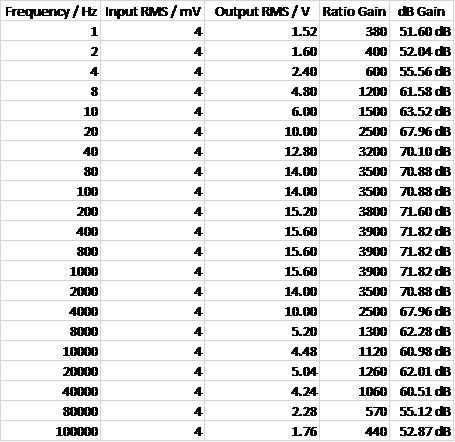 Frequency / Hz Input RMS / mV Output RMS / V Ratio Gain dB Gain
1 4 1.52 380 51.60 dB
2 4 1.60 400 52.04 dB
4 4 2.40 600 55.56 dB
8 4 4.80 1200 61.58 dB
10 4 6.00 1500 63.52 dB
20 4 10.00 2500 67.96 dB
40 4 12.80 3200 70.10 dB
80 4 14.00 3500 70.88 dB
100 4 14.00 3500 70.88 dB
200 4 15.20 3800 71.60 dB
400 4 15.60 3900 71.82 dB
800 4 15.60 3900 71.82 dB
1000 4 15.60 3900 71.82 dB
2000 4 14.00 3500 70.88 dB
4000 4 10.00 2500 67.96 dB
8000 4 5.20 1300 62.28 dB
10000 4 4.48 1120 60.98 dB
20000 4 5.04 1260 62.01 dB
40000 4 4.24 1060 60.51 dB
80000 4 2.28 570 55.12 dB
100000 4 1.76 440 52.87 dB